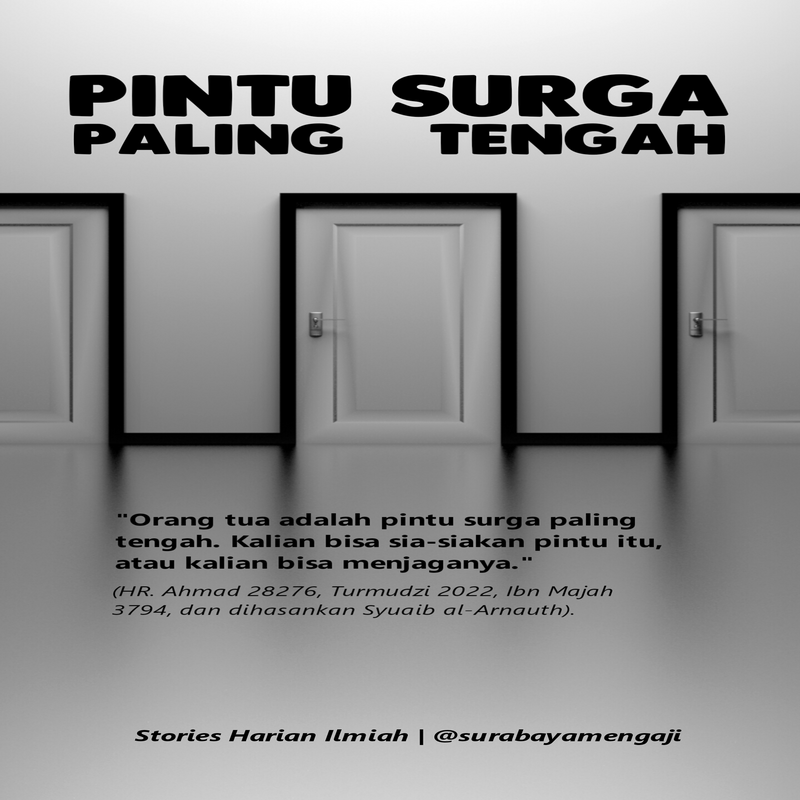 PINTU SURGA
PALING TENGAH
"Orang tua adalah pintu surga paling
tengah. Kalian bisa sia-siakan pintu itu,
atau kalian bisa menjaganya."
(HR. Ahmad 28276, Turmudzi 2022, Ibn Majah
3794, dan dihasankan Syuaib al-Arnauth).
Stories Harian Ilmiah | @surabayamengaji